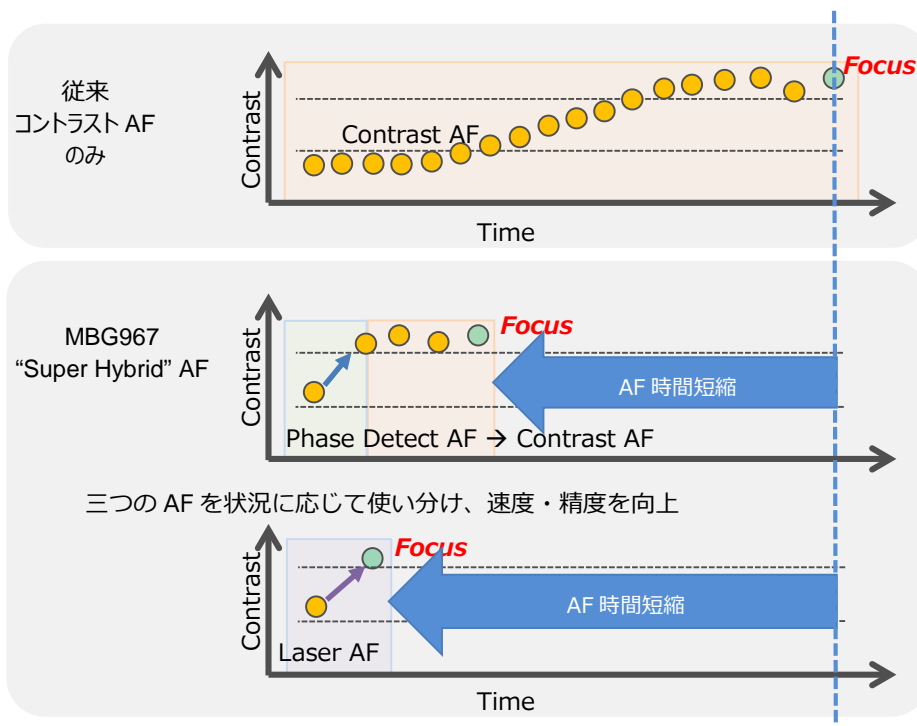 従来
コントラスト AF
のみ
Contrast
Contrast AF
Focus
Time
MBG967
“Super Hybrid” AF
Contrast
Focus
AF 時間短縮
Phase Detect AF → Contrast AF
三つの AF を状況に応じて使い分け、速度・精度を向上
Contrast
Focus
AF 時間短縮
Laser AF
Time